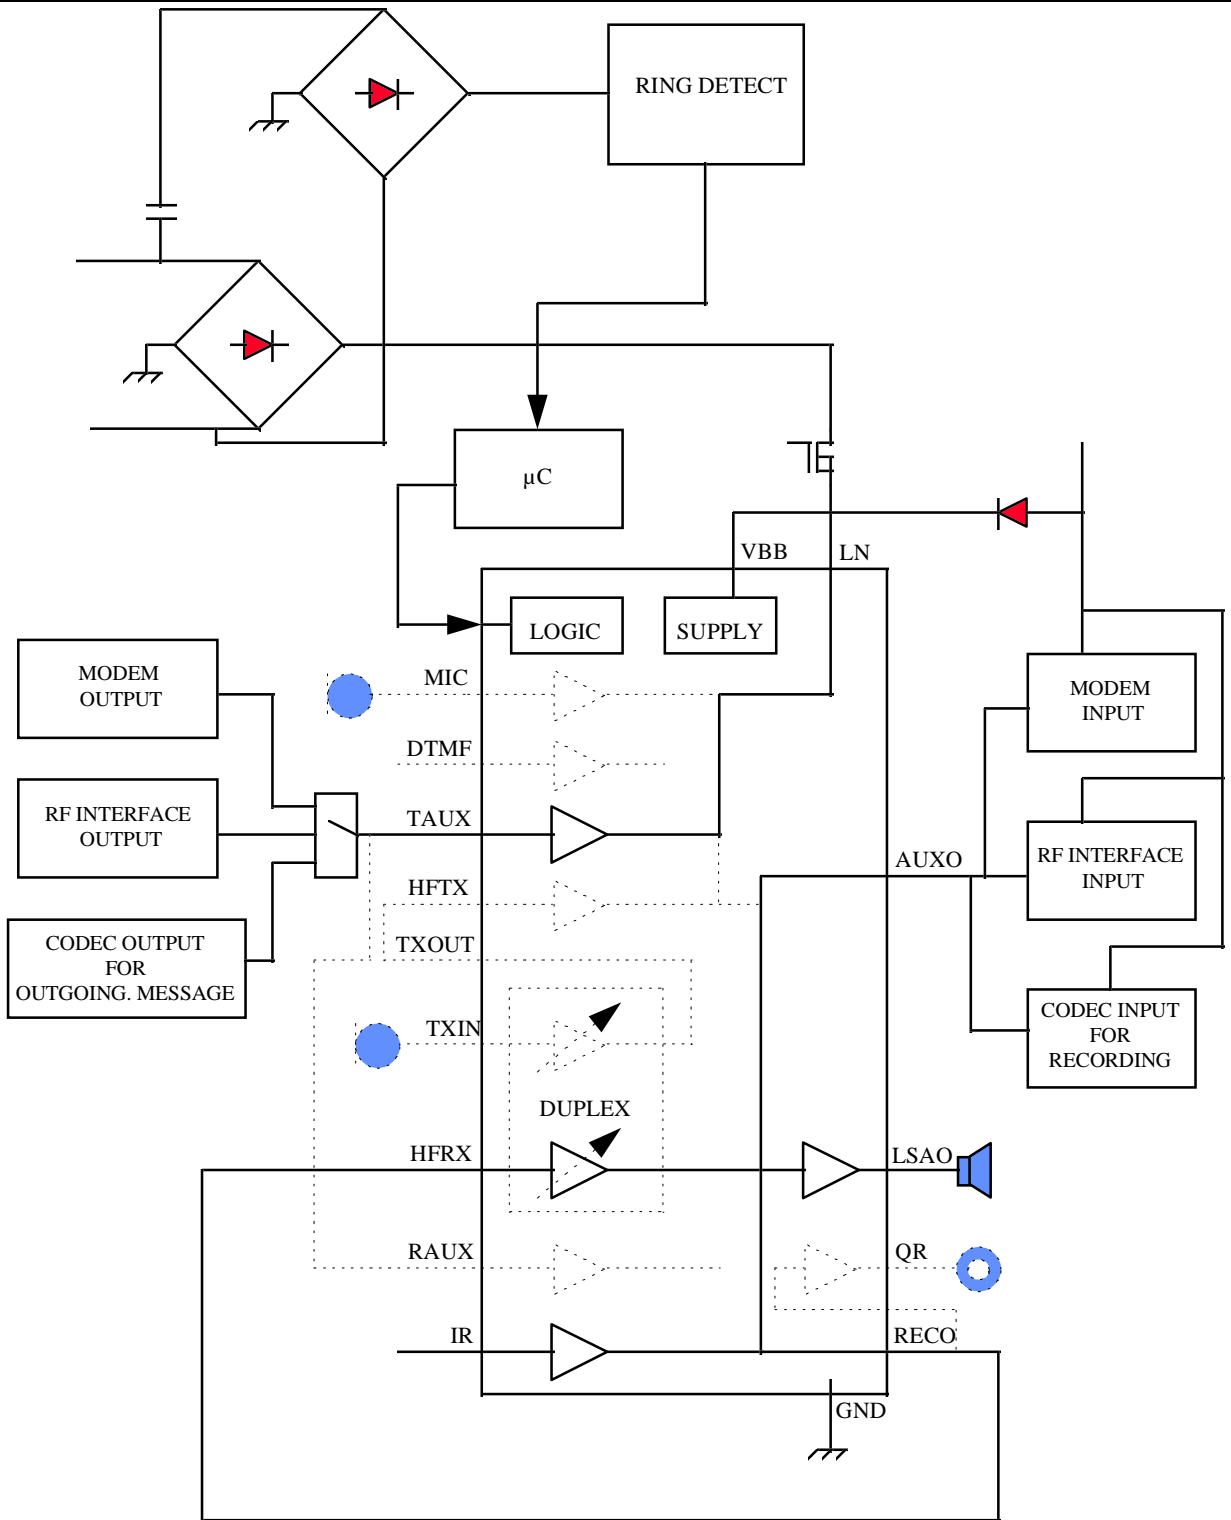 RING DETECT
µC
VBB
LN
LOGIC
SUPPLY
MODEM
OUTPUT
MIC
MODEM
INPUT
DTMF
RF INTERFACE
OUTPUT
TAUX
AUXO
RF INTERFACE
INPUT
HFTX
CODEC OUTPUT
FOR
OUTGOING. MESSAGE
TXOUT
TXIN
CODEC INPUT
FOR
RECORDING
DUPLEX
HFRX
LSAO
RAUX
QR
IR
RECO
GND